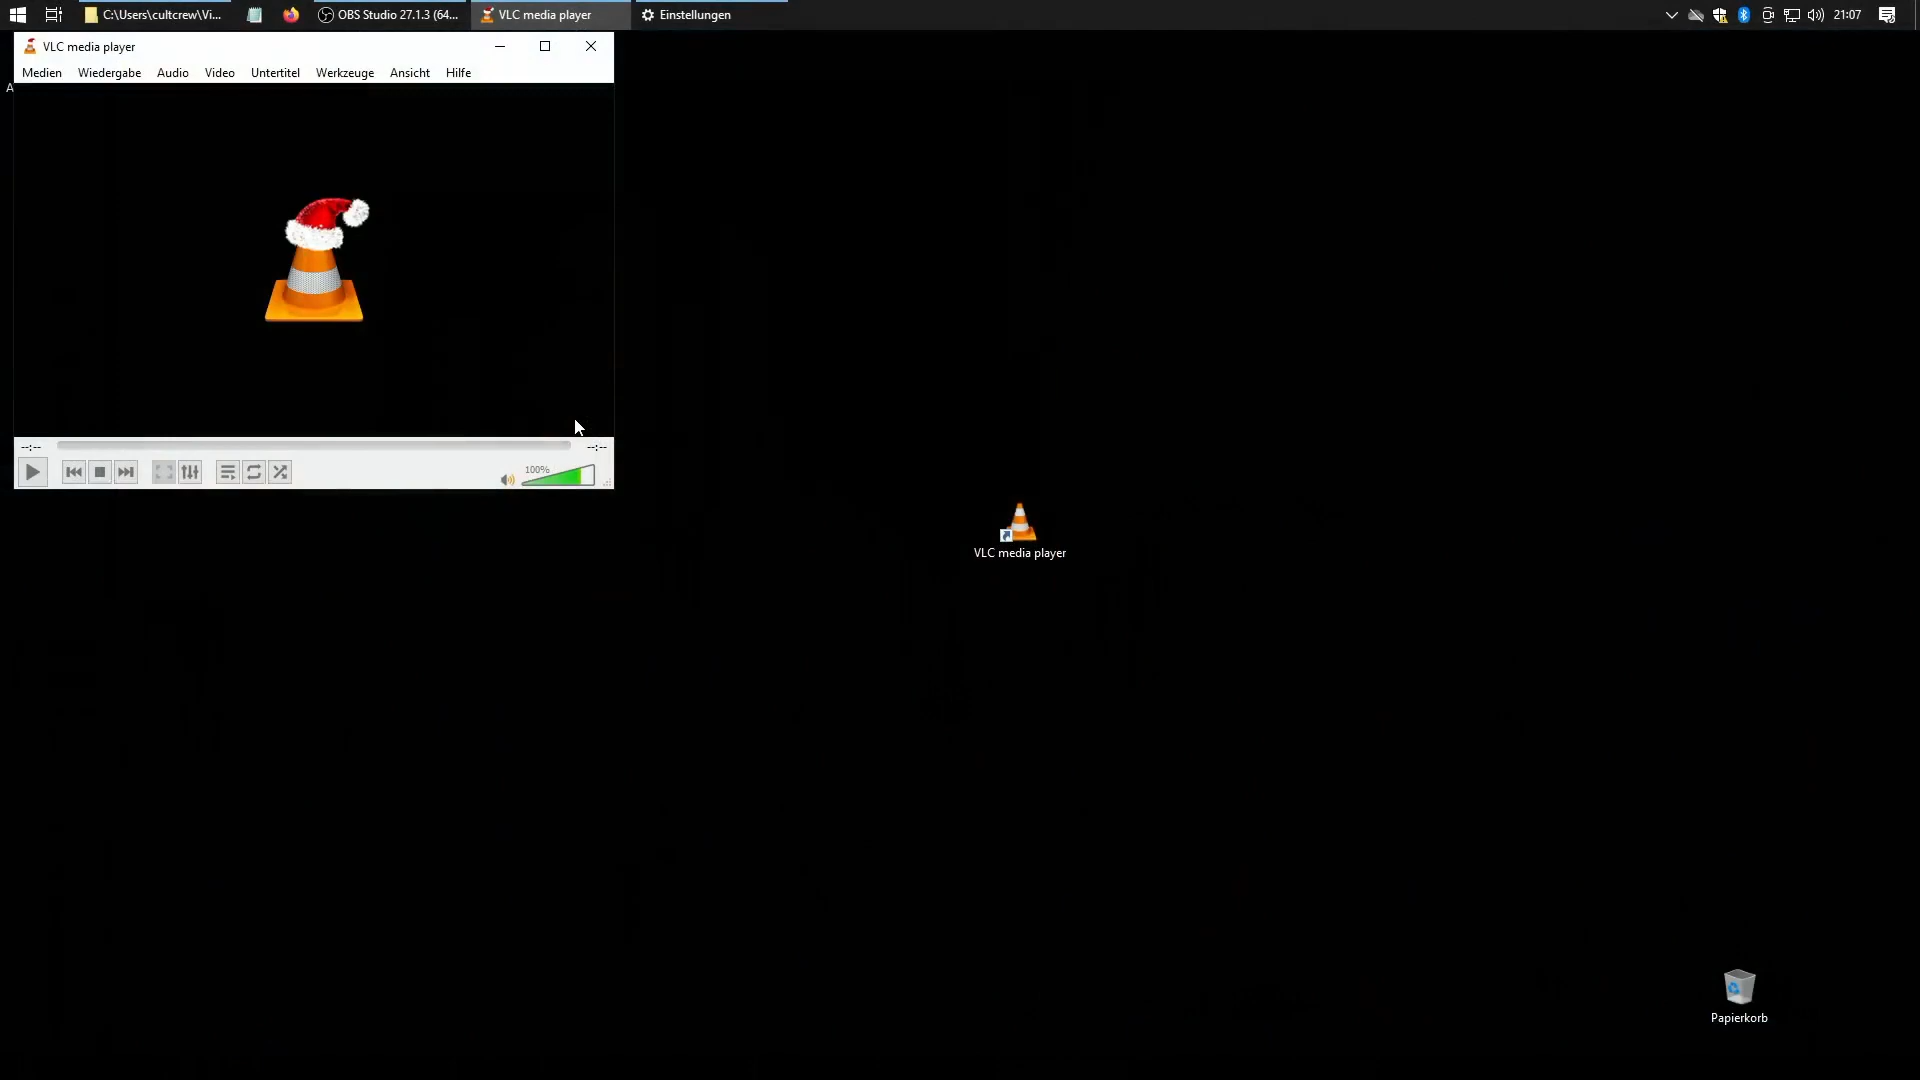 C:\Users\cultcrew\Vi...
OBS Studio 27.1.3 (64...
VLC media player
Einstellungen
21:07
VLC media player
Medien Wiedergabe Audio Video Untertitel Werkzeuge Ansicht Hilfe
A
--:-- --:--
100%
VLC media player
Papierkorb